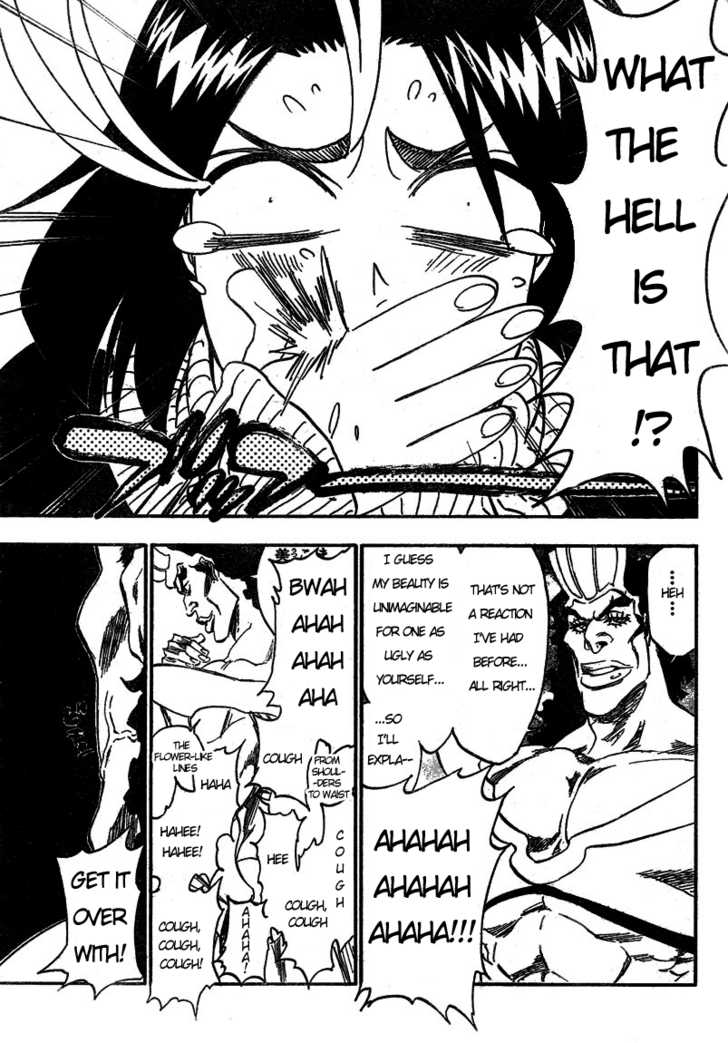 WHAT
THE
HELL
IS
THAT
!?
...
HEH
...
THAT'S NOT
A REACTION
I'VE HAD
BEFORE...
ALL RIGHT...
I GUESS
MY BEALITY IS
UNIMAGINABLE
FOR ONE AS
UGLY AS
YOURSELF...
...SO
I'LL
EXPLA--
AHAHAH
AHAHAH
AHAHA!!!
BWAH
AHAH
AHAH
AHA
FROM
SHOUL-
-DERS
TO WAIST
COUGH
THE
FLOWER-LIKE
LINES
HAHA
COUGH
HEE
HAHEE!
HAHEE!
COUGH,
COUGH
AHAHA!
COUGH,
COUGH,
COUGH!
GET IT
OVER
WITH!